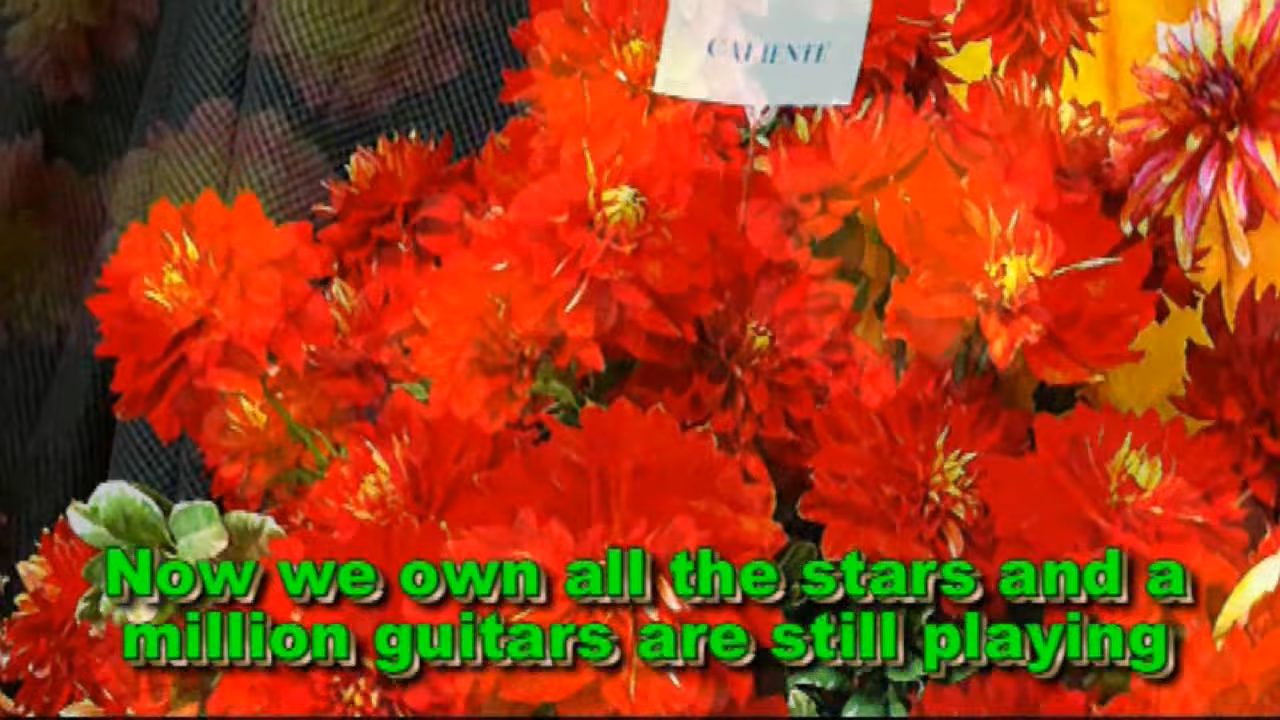 CALIENTE
Now we own all the stars and a
million guitars are still playing